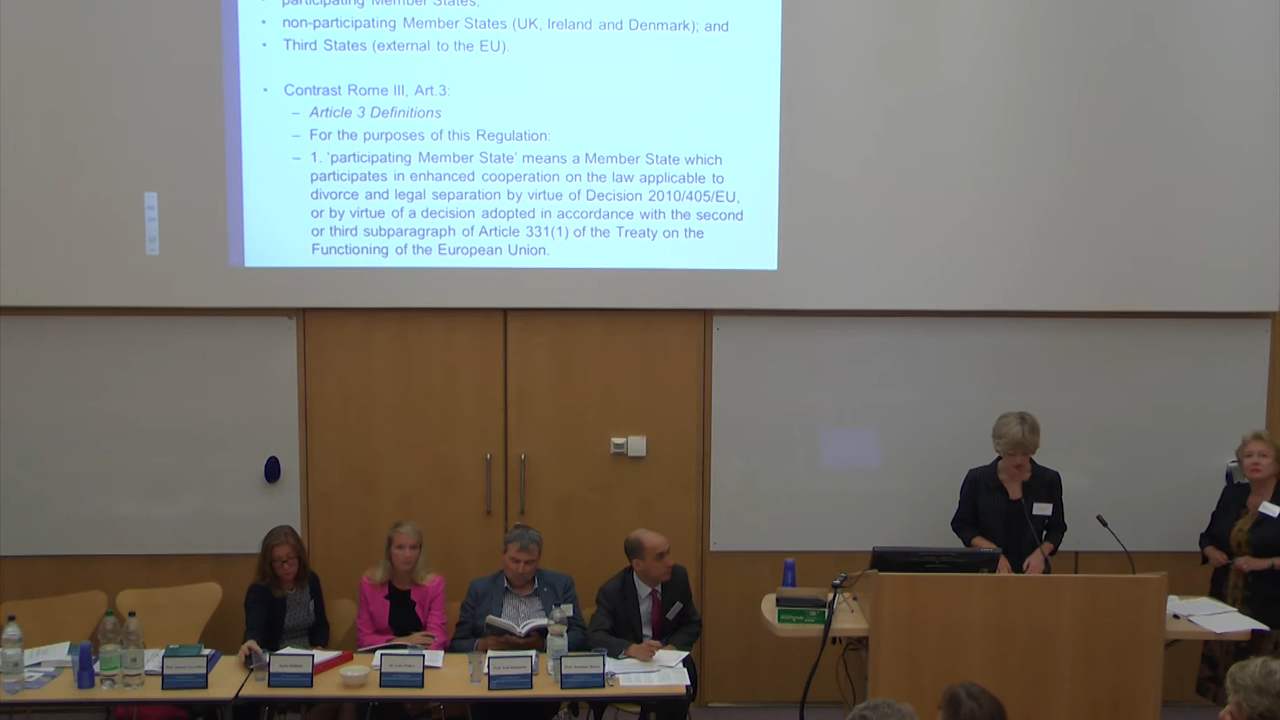 participating Member States;
• non-participating Member States (UK, Ireland and Denmark); and
• Third States (external to the EU).
• Contrast Rome III, Art.3:
– Article 3 Definitions
– For the purposes of this Regulation:
– 1. 'participating Member State' means a Member State which
participates in enhanced cooperation on the law applicable to
divorce and legal separation by virtue of Decision 2010/405/EU,
or by virtue of a decision adopted in accordance with the second
or third subparagraph of Article 331(1) of the Treaty on the
Functioning of the European Union.